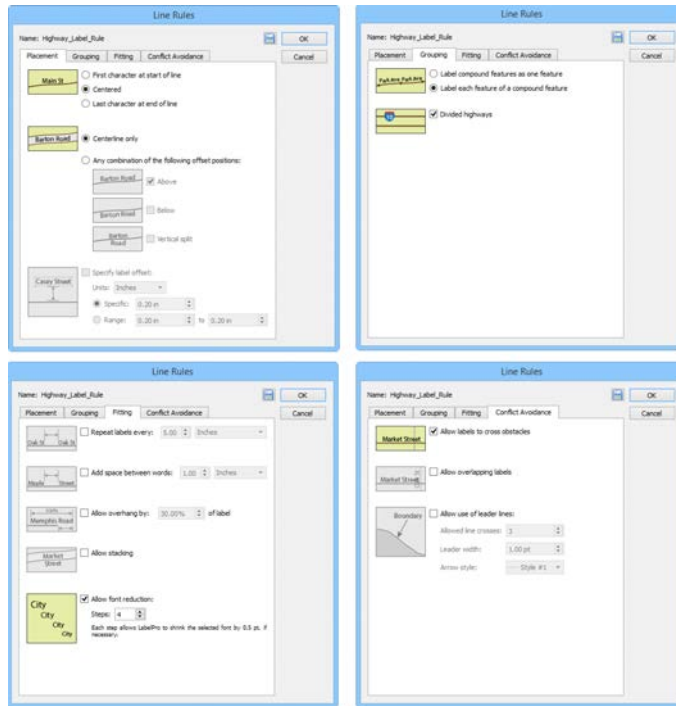 Line Rules
Name: Highway_Label_Rule
OK
Cancel
Placement
Grouping
Fitting
Conflict Avoidance
Main St
First character at start of line
Centered
Last character at end of line
Barton Road
Centerline only
Any combination of the following offset positions:
Barton Road
Above
Barton Road
Below
Barton
Road
Vertical split
Casey Street
Specify label offset:
Units: Inches
Specific: 0.20 in
Range: 0.20 in to 0.20 in
Line Rules
Name: Highway_Label_Rule
OK
Cancel
Placement
Grouping
Fitting
Conflict Avoidance
Park Ave Park Ave
Label compound features as one feature
Label each feature of a compound feature
Divided highways
Line Rules
Name: Highway_Label_Rule
OK
Cancel
Placement
Grouping
Fitting
Conflict Avoidance
Oak St Oak St
Repeat labels every: 5.00 Inches
Maple Street
Add space between words: 1.00 Inches
Memphis Road
Allow overhang by: 30.00% of label
Market
Street
Allow stacking
City
City
City
City
Allow font reduction:
Steps: 4
Each step allows LabelPro to shrink the selected font by 0.5 pt, if
necessary.
Line Rules
Name: Highway_Label_Rule
OK
Cancel
Placement
Grouping
Fitting
Conflict Avoidance
Market Street
Allow labels to cross obstacles
Market Street
Allow overlapping labels
Boundary
Allow use of leader lines:
Allowed line crosses: 3
Leader width: 1.00 pt
Arrow style: Style #1